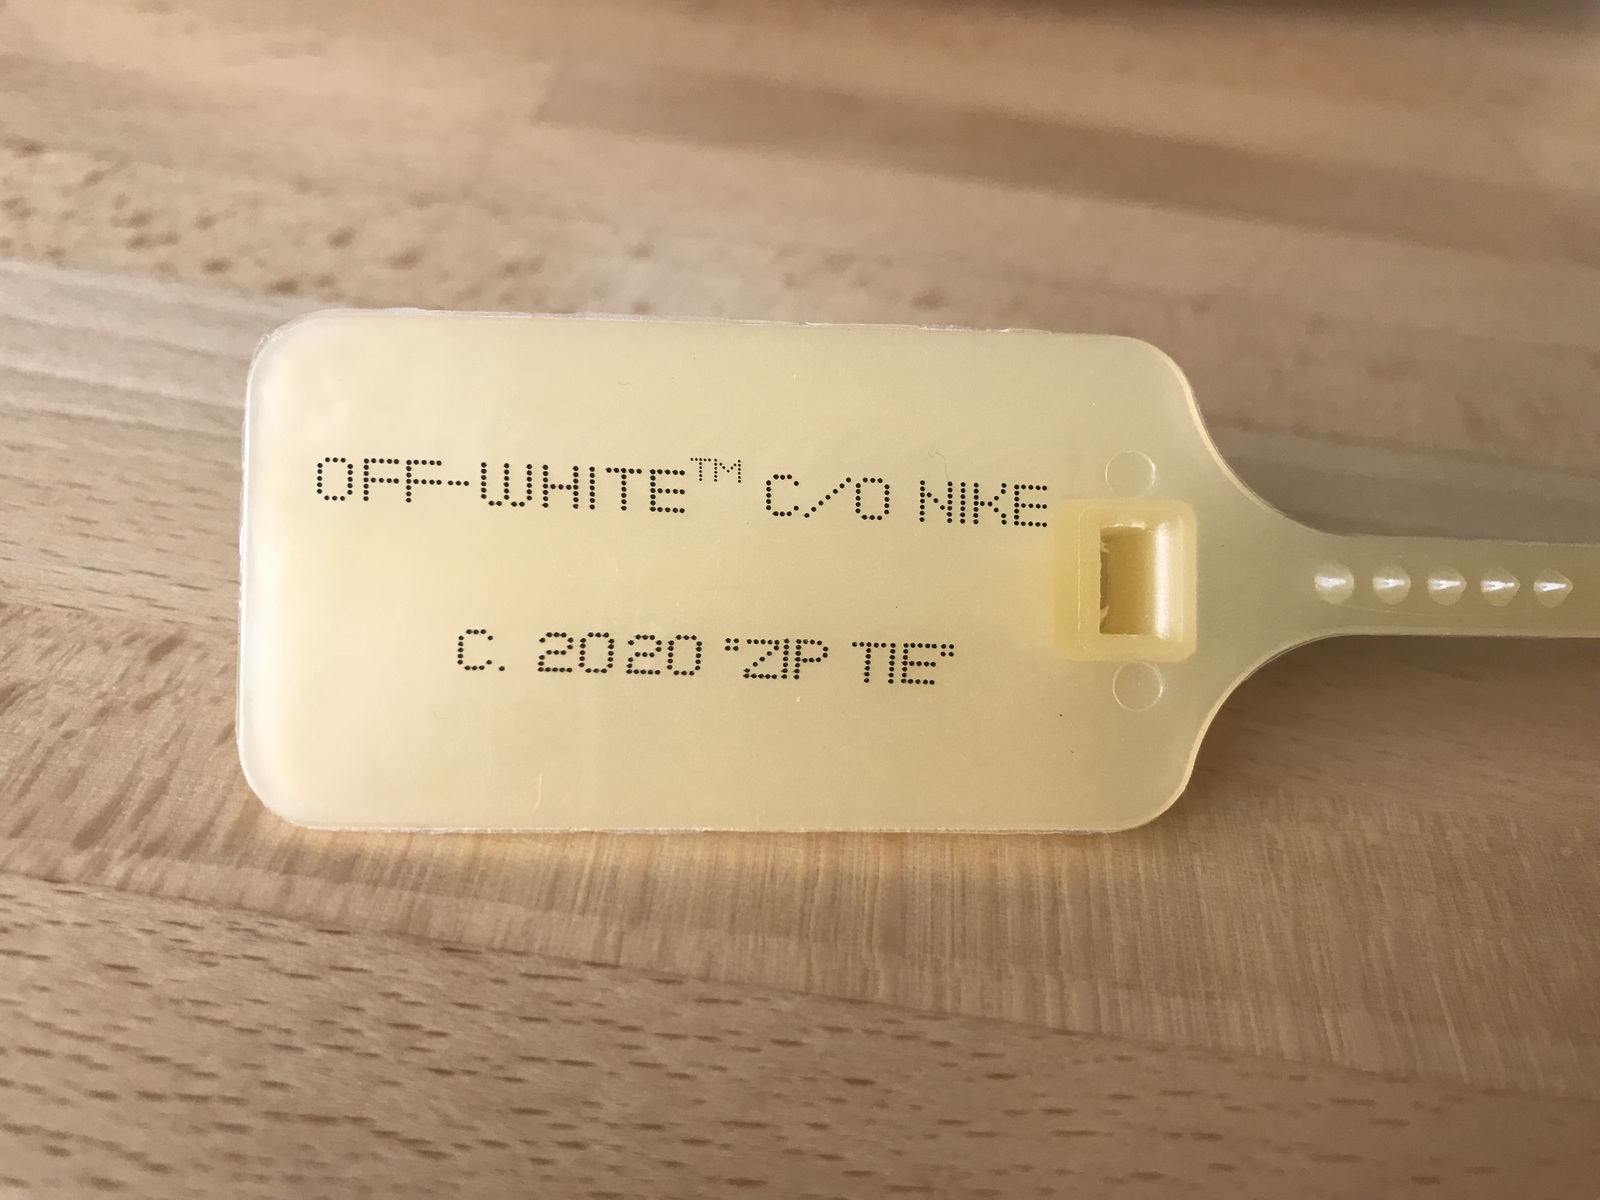 OFF-WHITE™ C/O NIKE
C. 2020 "ZIP TIE"